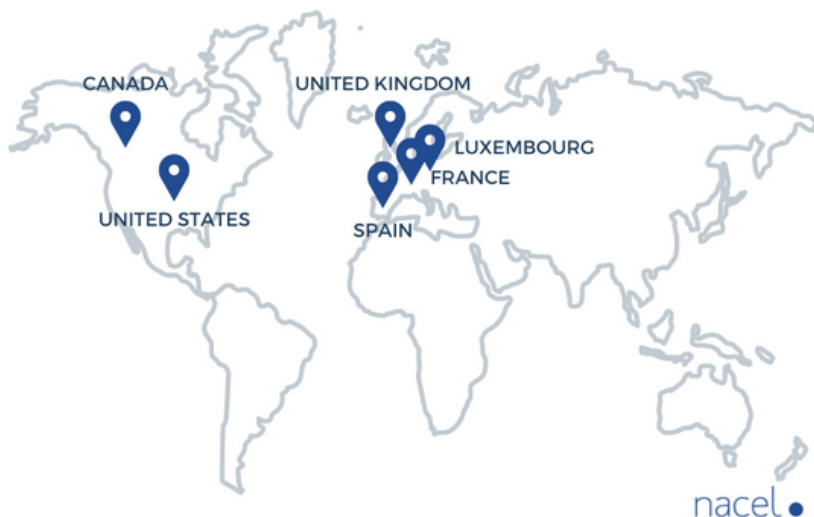 CANADA
UNITED KINGDOM
LUXEMBOURG
FRANCE
UNITED STATES
SPAIN
nacel